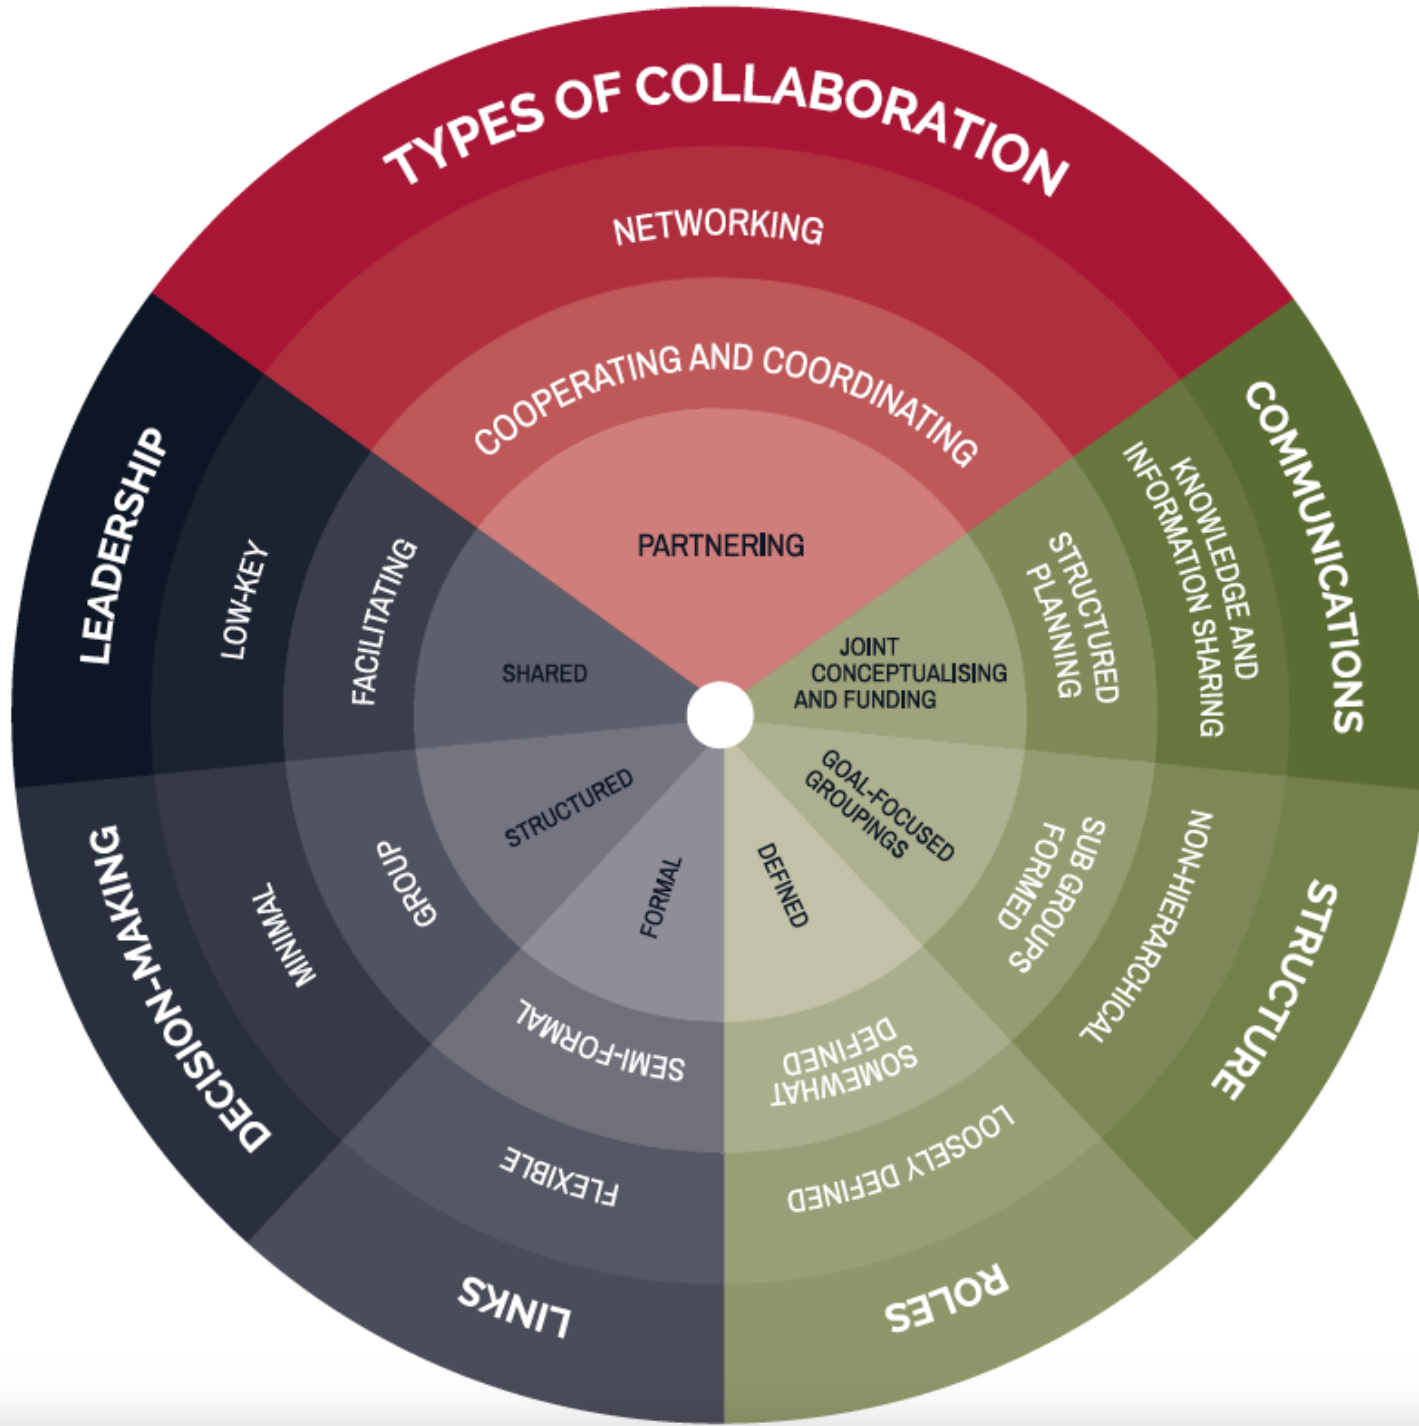 TYPES OF COLLABORATION
NETWORKING
COOPERATING AND COORDINATING
PARTNERING
COMMUNICATIONS
KNOWLEDGE AND
INFORMATION SHARING
STRUCTURED
PLANNING
JOINT
CONCEPTUALISING
AND FUNDING
STRUCTURE
NON-HIERARCHICAL
SUB GROUPS
FORMED
GOAL-FOCUSED
GROUPINGS
ROLES
LOOSELY DEFINED
SOMEWHAT
DEFINED
DEFINED
LINKS
FLEXIBLE
SEMI-FORMAL
FORMAL
DECISION-MAKING
MINIMAL
GROUP
STRUCTURED
LEADERSHIP
LOW-KEY
FACILITATING
SHARED